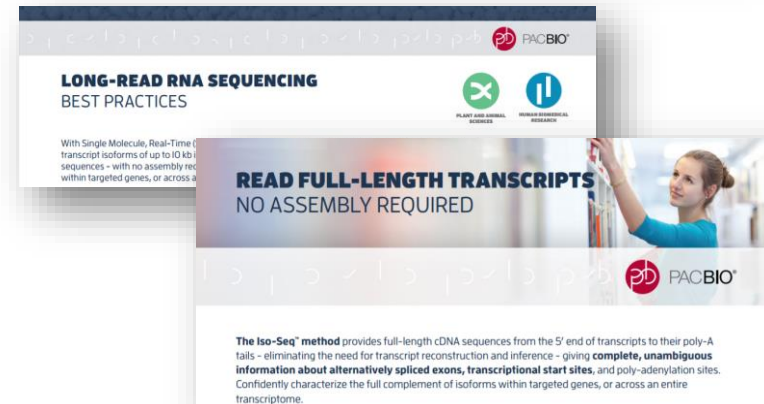 PACBIO®
LONG-READ RNA SEQUENCING
BEST PRACTICES
PLANT AND ANIMAL
SCIENCES
HUMAN BIOMEDICAL
RESEARCH
With Single Molecule, Real-Time (
transcript isoforms of up to 10 kb i
sequences - with no assembly rec
within targeted genes, or across a
READ FULL-LENGTH TRANSCRIPTS
NO ASSEMBLY REQUIRED
PACBIO®
The Iso-Seq™ method provides full-length cDNA sequences from the 5' end of transcripts to their poly-A
tails - eliminating the need for transcript reconstruction and inference - giving complete, unambiguous
information about alternatively spliced exons, transcriptional start sites, and poly-adenylation sites.
Confidently characterize the full complement of isoforms within targeted genes, or across an entire
transcriptome.